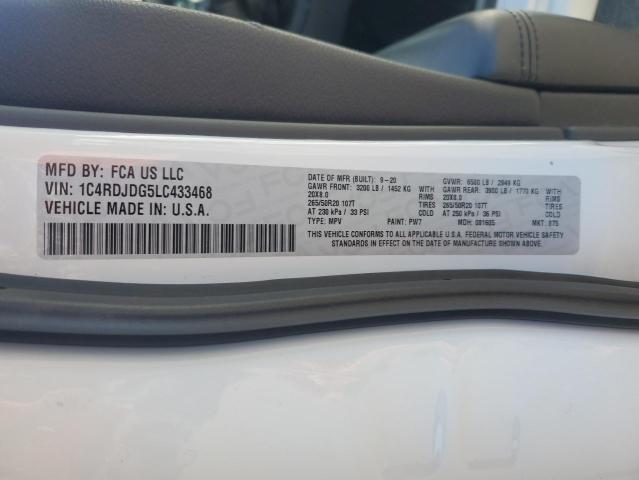 MFD BY: FCA US LLC
VIN: 1C4RDJDG5LC433468
VEHICLE MADE IN: U.S.A.
DATE OF MFR (BUILT): 9-20 GVWR: 6500 LB / 2949 KG
GAWR FRONT: 3200 LB / 1452 KG WITH GAWR REAR: 3900 LB / 1770 KG WITH
20X8.0 RIMS 20X8.0 RIMS
265/50R20 107T TIRES 265/50R20 107T TIRES
AT 230 kPa / 33 PSI COLD AT 250 kPa / 36 PSI COLD
TYPE: MPV PAINT: PW7 MDH: 091605 MKT: 075
THIS VEHICLE CONFORMS TO ALL APPLICABLE U.S.A. FEDERAL MOTOR VEHICLE SAFETY
STANDARDS IN EFFECT ON THE DATE OF MANUFACTURE SHOWN ABOVE.